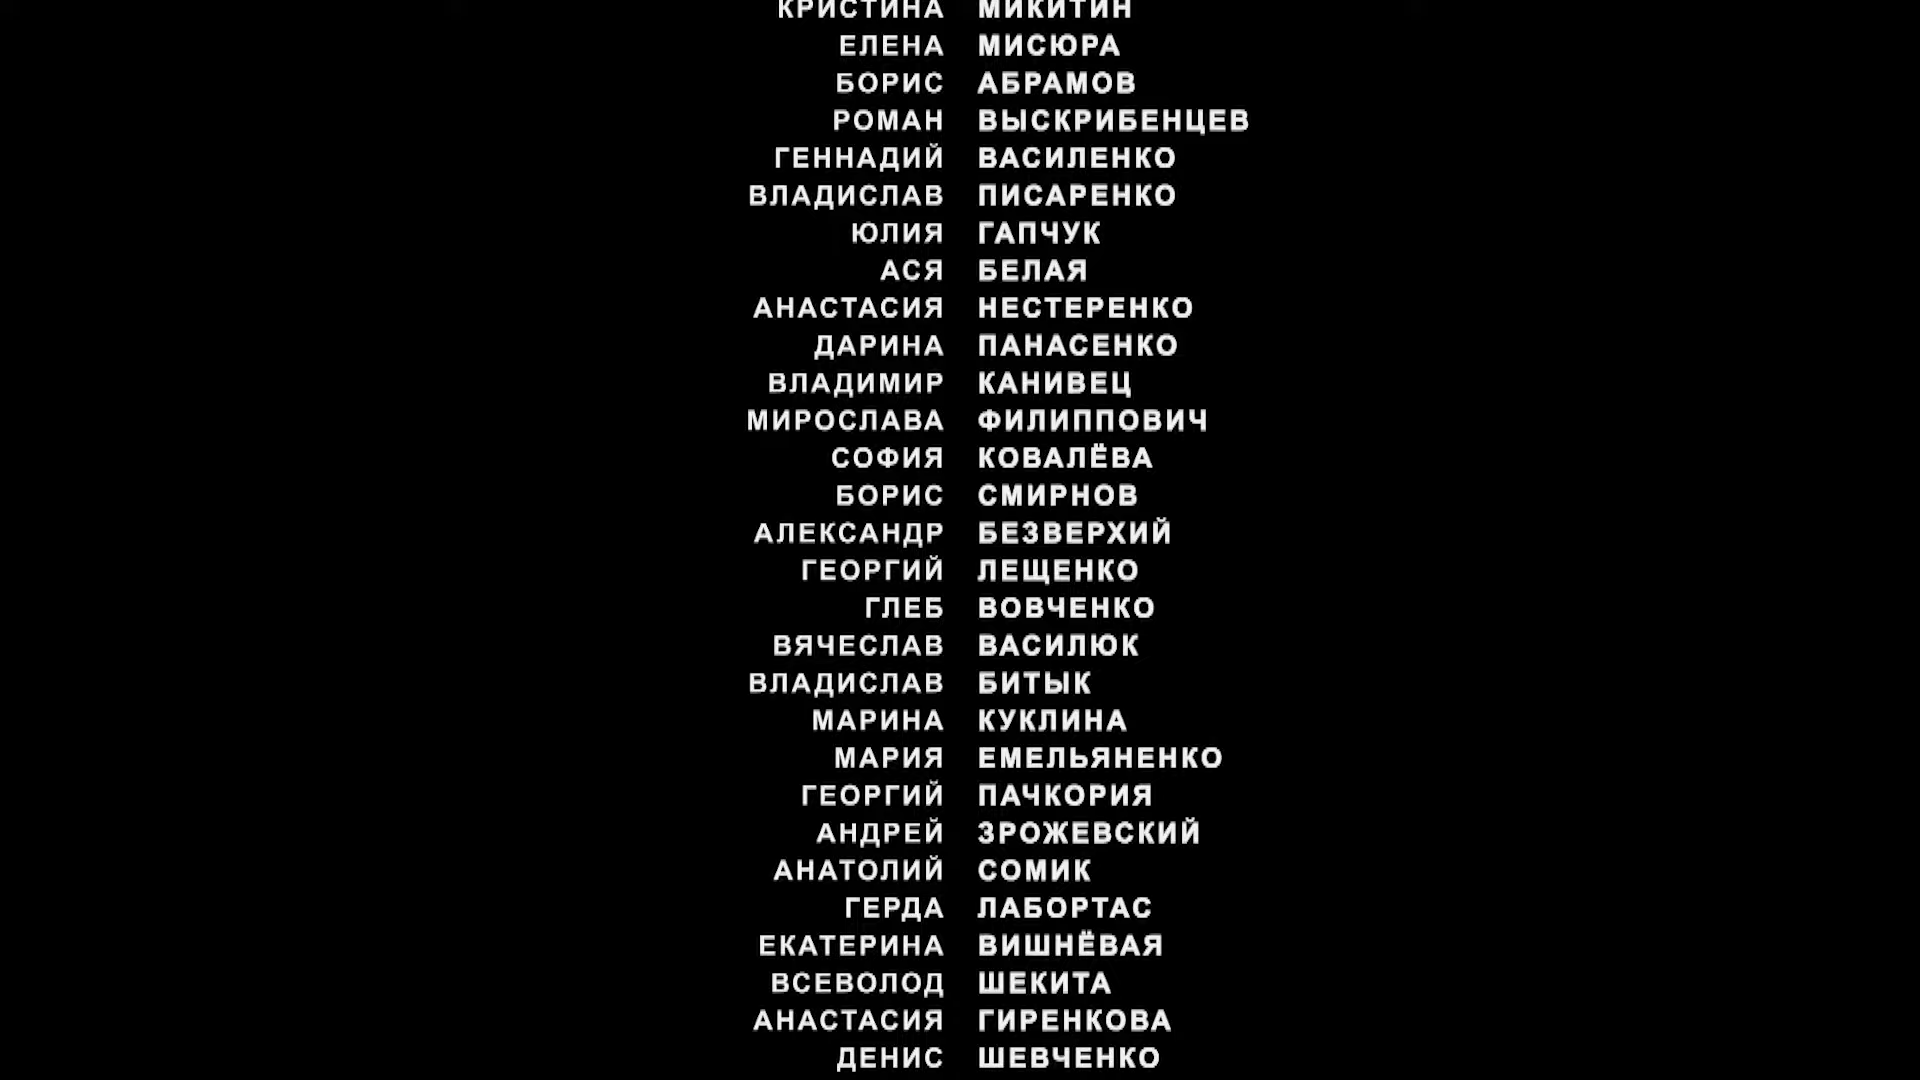 КРИСТИНА МИКИТИН
ЕЛЕНА МИСЮРА
БОРИС АБРАМОВ
РОМАН ВЫСКРИБЕНЦЕВ
ГЕННАДИЙ ВАСИЛЕНКО
ВЛАДИСЛАВ ПИСАРЕНКО
ЮЛИЯ ГАПЧУК
АСЯ БЕЛАЯ
АНАСТАСИЯ НЕСТЕРЕНКО
ДАРИНА ПАНАСЕНКО
ВЛАДИМИР КАНИВЕЦ
МИРОСЛАВА ФИЛИППОВИЧ
СОФИЯ КОВАЛЁВА
БОРИС СМИРНОВ
АЛЕКСАНДР БЕЗВЕРХИЙ
ГЕОРГИЙ ЛЕЩЕНКО
ГЛЕБ ВОВЧЕНКО
ВЯЧЕСЛАВ ВАСИЛЮК
ВЛАДИСЛАВ БИТЫК
МАРИНА КУКЛИНА
МАРИЯ ЕМЕЛЬЯНЕНКО
ГЕОРГИЙ ПАЧКОРИЯ
АНДРЕЙ ЗРОЖЕВСКИЙ
АНАТОЛИЙ СОМИК
ГЕРДА ЛАБОРТАС
ЕКАТЕРИНА ВИШНЁВАЯ
ВСЕВОЛОД ШЕКИТА
АНАСТАСИЯ ГИРЕНКОВА
ДЕНИС ШЕВЧЕНКО